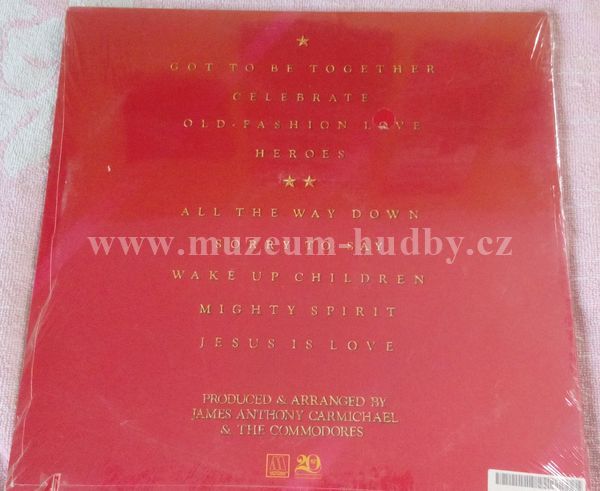 GOT TO BE TOGETHER
CELEBRATE
OLD-FASHION LOVE
HEROES
ALL THE WAY DOWN
www.muzeum-hudby.cz
SORRY TO SAY
WAKE UP CHILDREN
MIGHTY SPIRIT
JESUS IS LOVE
PRODUCED & ARRANGED BY
JAMES ANTHONY CARMICHAEL
& THE COMMODORES
M 20